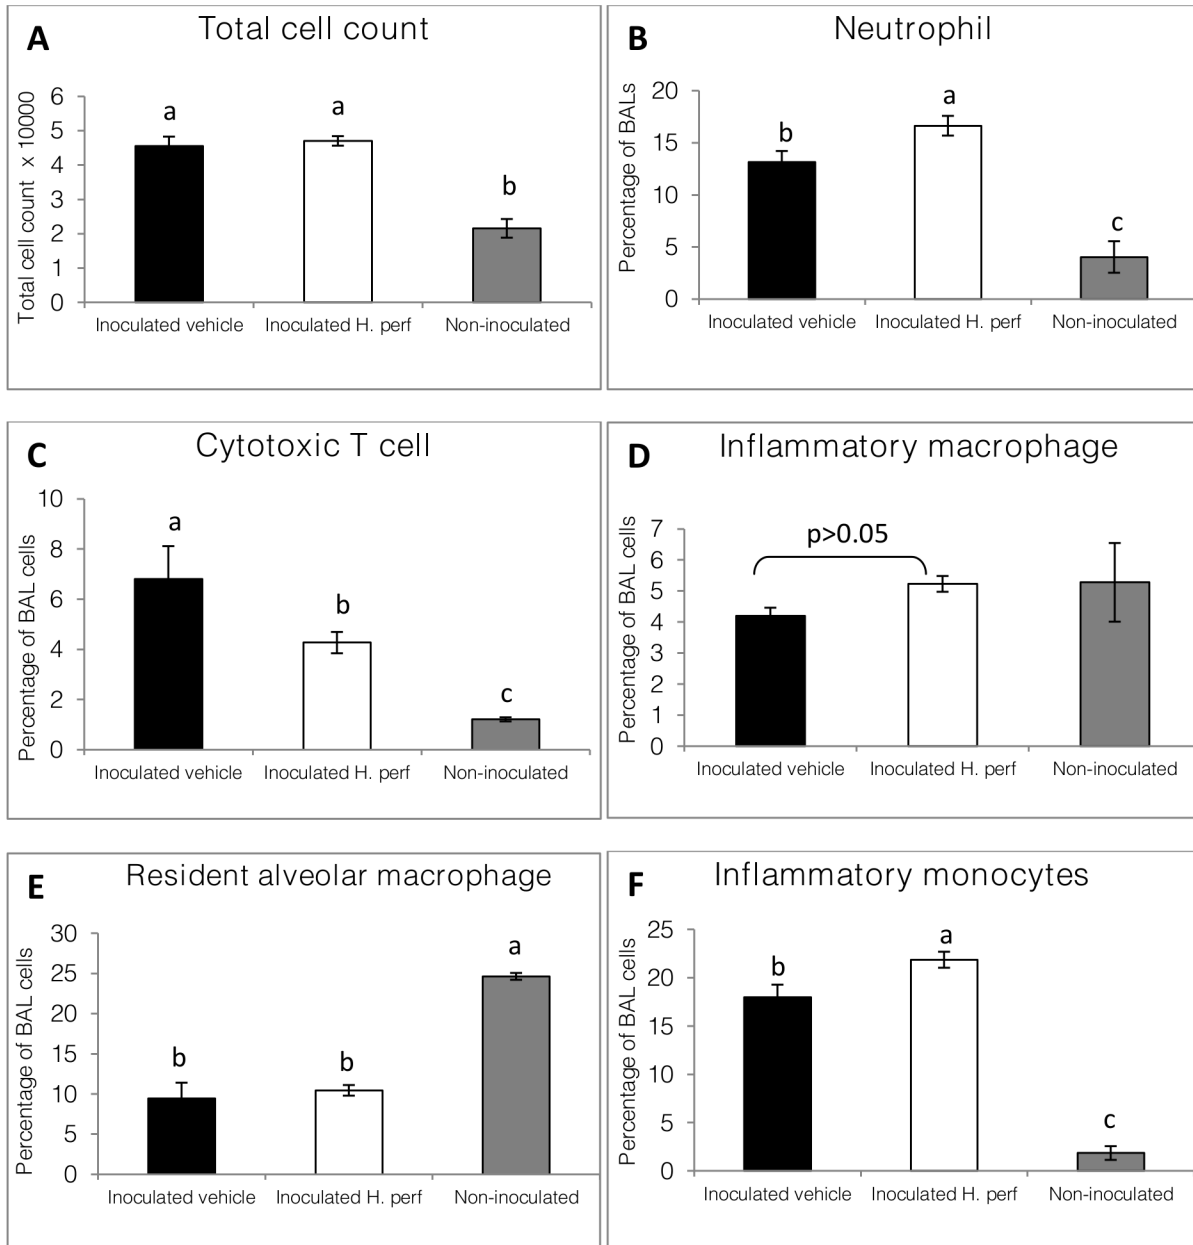 A
Total cell count
Total cell count x 10000
6
5
4
3
2
1
0
a
a
b
Inoculated vehicle
Inoculated H. perf
Non-inoculated
B
Neutrophil
Percentage of BALs
20
15
10
5
0
b
a
c
Inoculated vehicle
Inoculated H. perf
Non-inoculated
C
Cytotoxic T cell
Percentage of BAL cells
10
8
6
4
2
0
a
b
c
Inoculated vehicle
Inoculated H. perf
Non-inoculated
D
Inflammatory macrophage
Percentage of BAL cells
7
6
5
4
3
2
1
0
p>0.05
Inoculated vehicle
Inoculated H. perf
Non-inoculated
E
Resident alveolar macrophage
Percentage of BAL cells
30
25
20
15
10
5
0
b
b
a
Inoculated vehicle
Inoculated H. perf
Non-inoculated
F
Inflammatory monocytes
Percentage of BAL cells
25
20
15
10
5
0
b
a
c
Inoculated vehicle
Inoculated H. perf
Non-inoculated